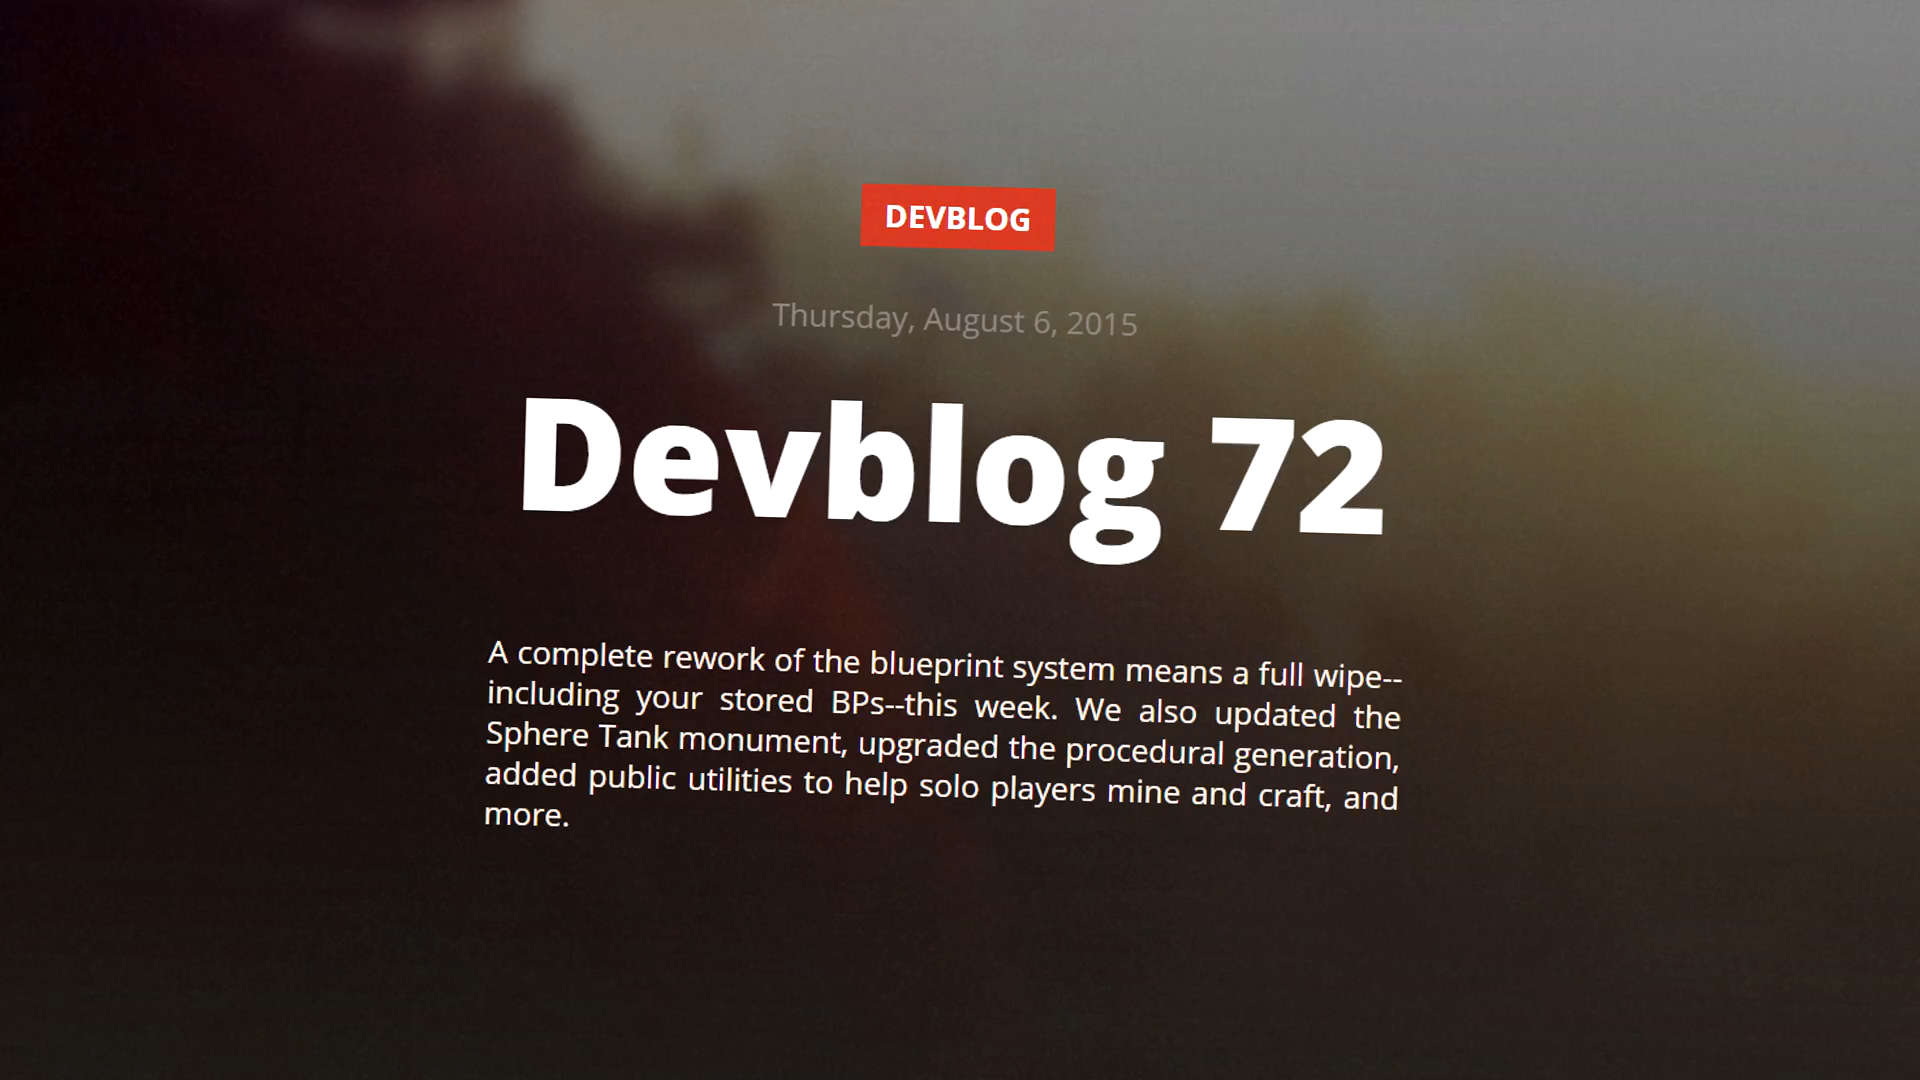 DEVBLOG
Thursday, August 6, 2015
Devblog 72
A complete rework of the blueprint system means a full wipe--
including your stored BPs--this week. We also updated the
Sphere Tank monument, upgraded the procedural generation,
added public utilities to help solo players mine and craft, and
more.